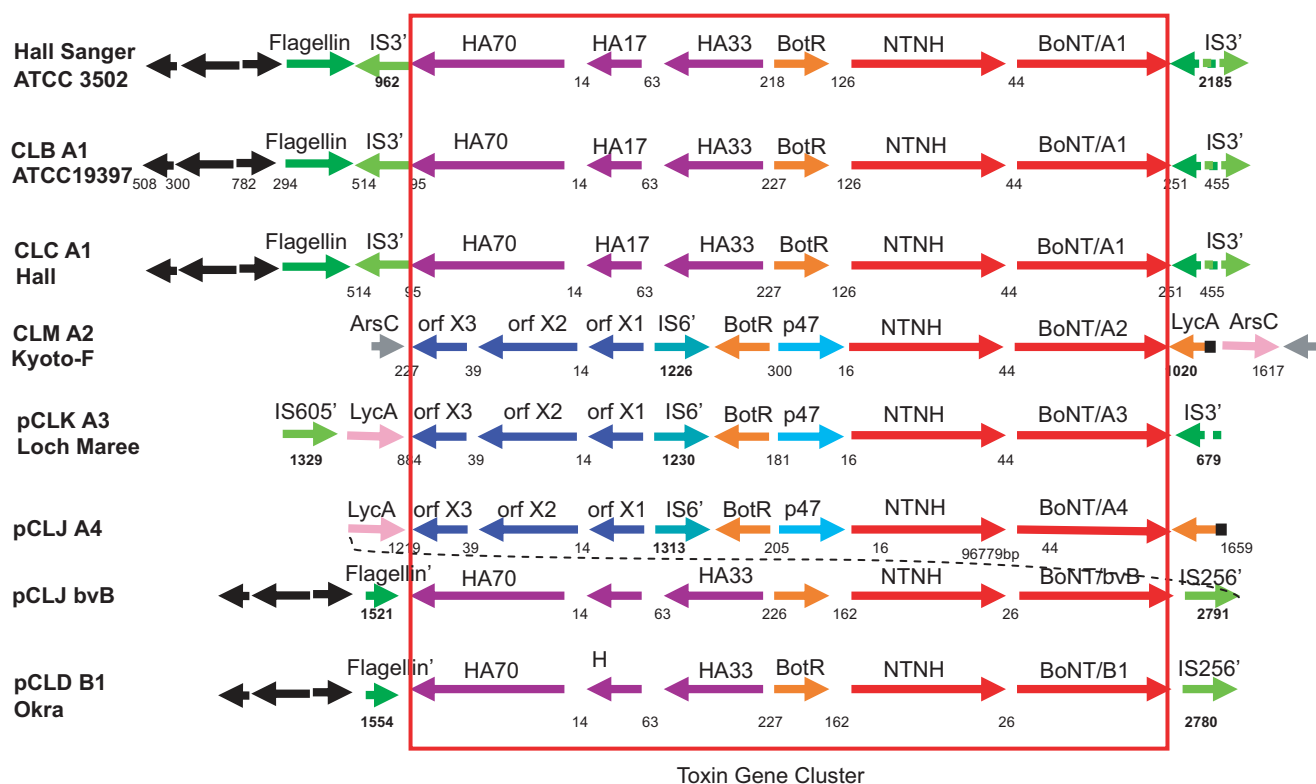 Flagellin IS3' HA70 HA17 HA33 BotR NTNH BoNT/A1 IS3'
Hall Sanger
ATCC 3502
962 14 63 218 126 44 2185
Flagellin IS3' HA70 HA17 HA33 BotR NTNH BoNT/A1 IS3'
CLB A1
ATCC19397
508 300 782 294 514 95 14 63 227 126 44 251 455
Flagellin IS3' HA70 HA17 HA33 BotR NTNH BoNT/A1 IS3'
CLC A1
Hall
514 95 14 63 227 126 44 251 455
ArsC orf X3 orf X2 orf X1 IS6' BotR p47 NTNH BoNT/A2 LycA ArsC
CLM A2
Kyoto-F
227 39 14 1226 300 16 44 1020 1617
IS605' LycA orf X3 orf X2 orf X1 IS6' BotR p47 NTNH BoNT/A3 IS3'
pCLK A3
Loch Maree
1329 884 39 14 1230 181 16 44 679
LycA orf X3 orf X2 orf X1 IS6' BotR p47 NTNH BoNT/A4
pCLJ A4
1219 39 14 1313 205 16 96779bp 44 1659
Flagellin' HA70 HA33 NTNH BoNT/bvB IS256'
pCLJ bvB
1521 14 63 226 162 26 2791
Flagellin' HA70 H HA33 BotR NTNH BoNT/B1 IS256'
pCLD B1
Okra
1554 14 63 227 162 26 2780
Toxin Gene Cluster